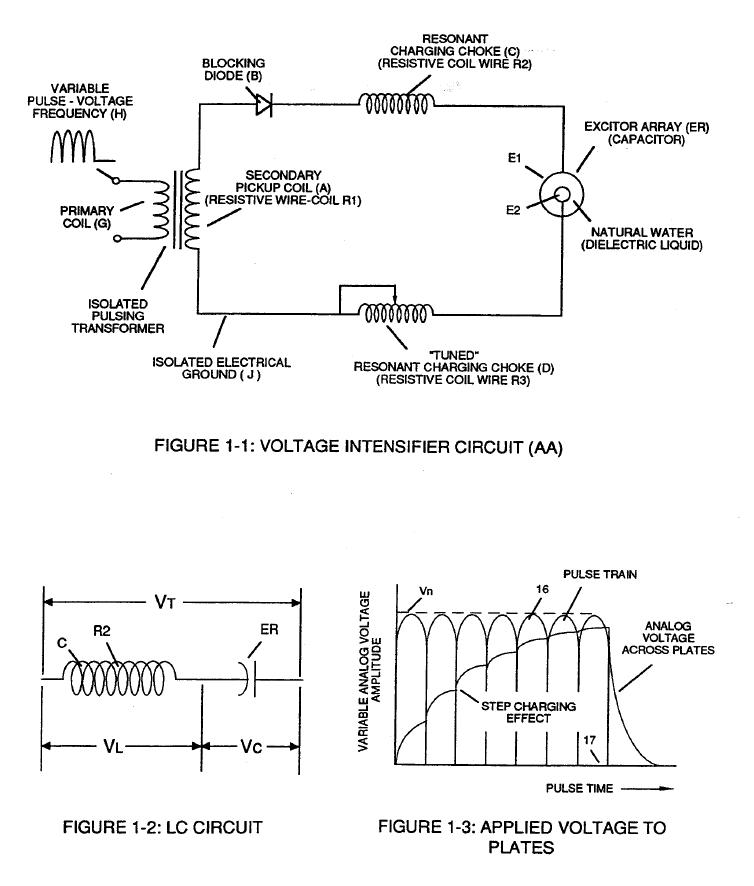 RESONANT
CHARGING CHOKE (C)
(RESISTIVE COIL WIRE R2)
BLOCKING
DIODE (B)
VARIABLE
PULSE - VOLTAGE
FREQUENCY (H)
EXCITOR ARRAY (ER)
(CAPACITOR)
E1
SECONDARY
PICKUP COIL (A)
(RESISTIVE WIRE-COIL R1)
E2
PRIMARY
COIL (G)
NATURAL WATER
(DIELECTRIC LIQUID)
ISOLATED
PULSING
TRANSFORMER
"TUNED"
RESONANT CHARGING CHOKE (D)
(RESISTIVE COIL WIRE R3)
ISOLATED ELECTRICAL
GROUND ( J )
FIGURE 1-1: VOLTAGE INTENSIFIER CIRCUIT (AA)
VT
C
R2
ER
VL
VC
FIGURE 1-2: LC CIRCUIT
VARIABLE ANALOG VOLTAGE
AMPLITUDE
Vn
16
PULSE TRAIN
ANALOG
VOLTAGE
ACROSS PLATES
STEP CHARGING
EFFECT
17
PULSE TIME
FIGURE 1-3: APPLIED VOLTAGE TO
PLATES